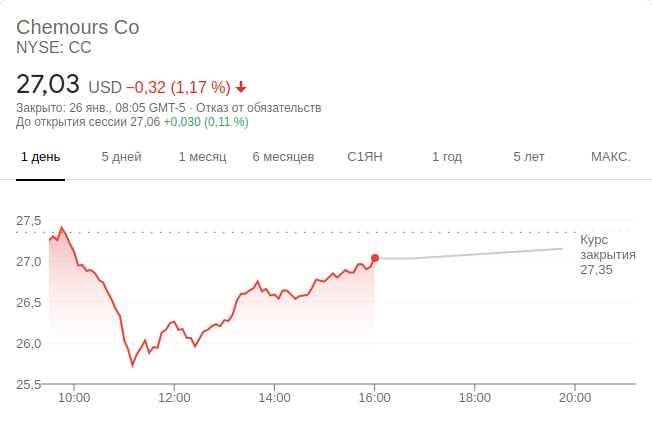 Chemours Co
NYSE: CC
27,03 USD −0,32 (1,17 %)
Закрыто: 26 янв., 08:05 GMT-5 · Отказ от обязательств
До открытия сессии 27,06 +0,030 (0,11 %)
1 день 5 дней 1 месяц 6 месяцев С1ЯН 1 год 5 лет МАКС.
27,5
Курс
закрытия
27,35
27,0
26,5
26,0
25,5
10:00 12:00 14:00 16:00 18:00 20:00